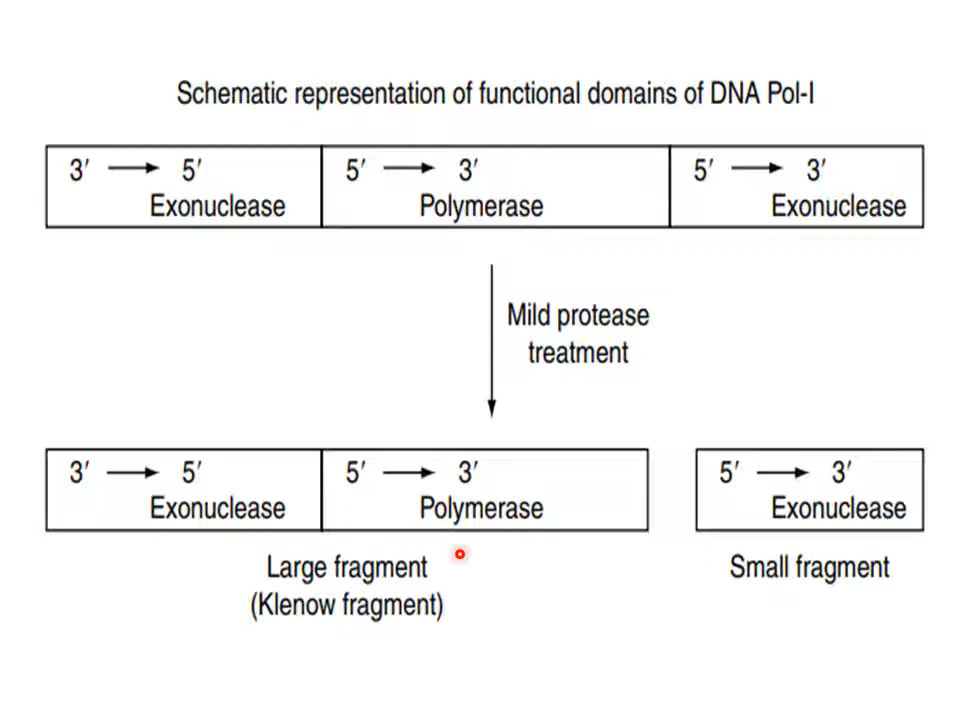 Schematic representation of functional domains of DNA Pol-I
3′ → 5′ 5′ → 3′ 5′ → 3′
Exonuclease Polymerase Exonuclease
Mild protease
treatment
3′ → 5′ 5′ → 3′ 5′ → 3′
Exonuclease Polymerase Exonuclease
Large fragment Small fragment
(Klenow fragment)